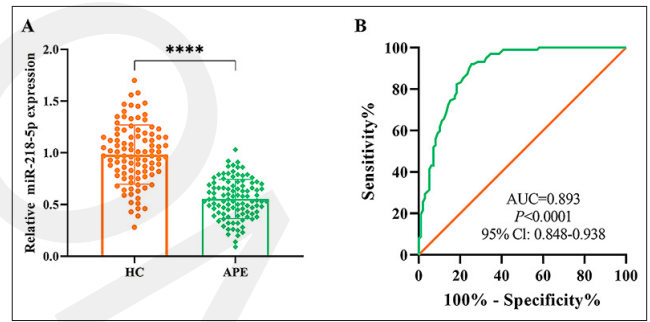 A
Relative miR-218-5p expression
2.0
1.5
1.0
0.5
0.0
****
HC
APE
B
Sensitivity%
100
80
60
40
20
0
AUC=0.893
P<0.0001
95% CI: 0.848-0.938
0
20
40
60
80
100
100% - Specificity%